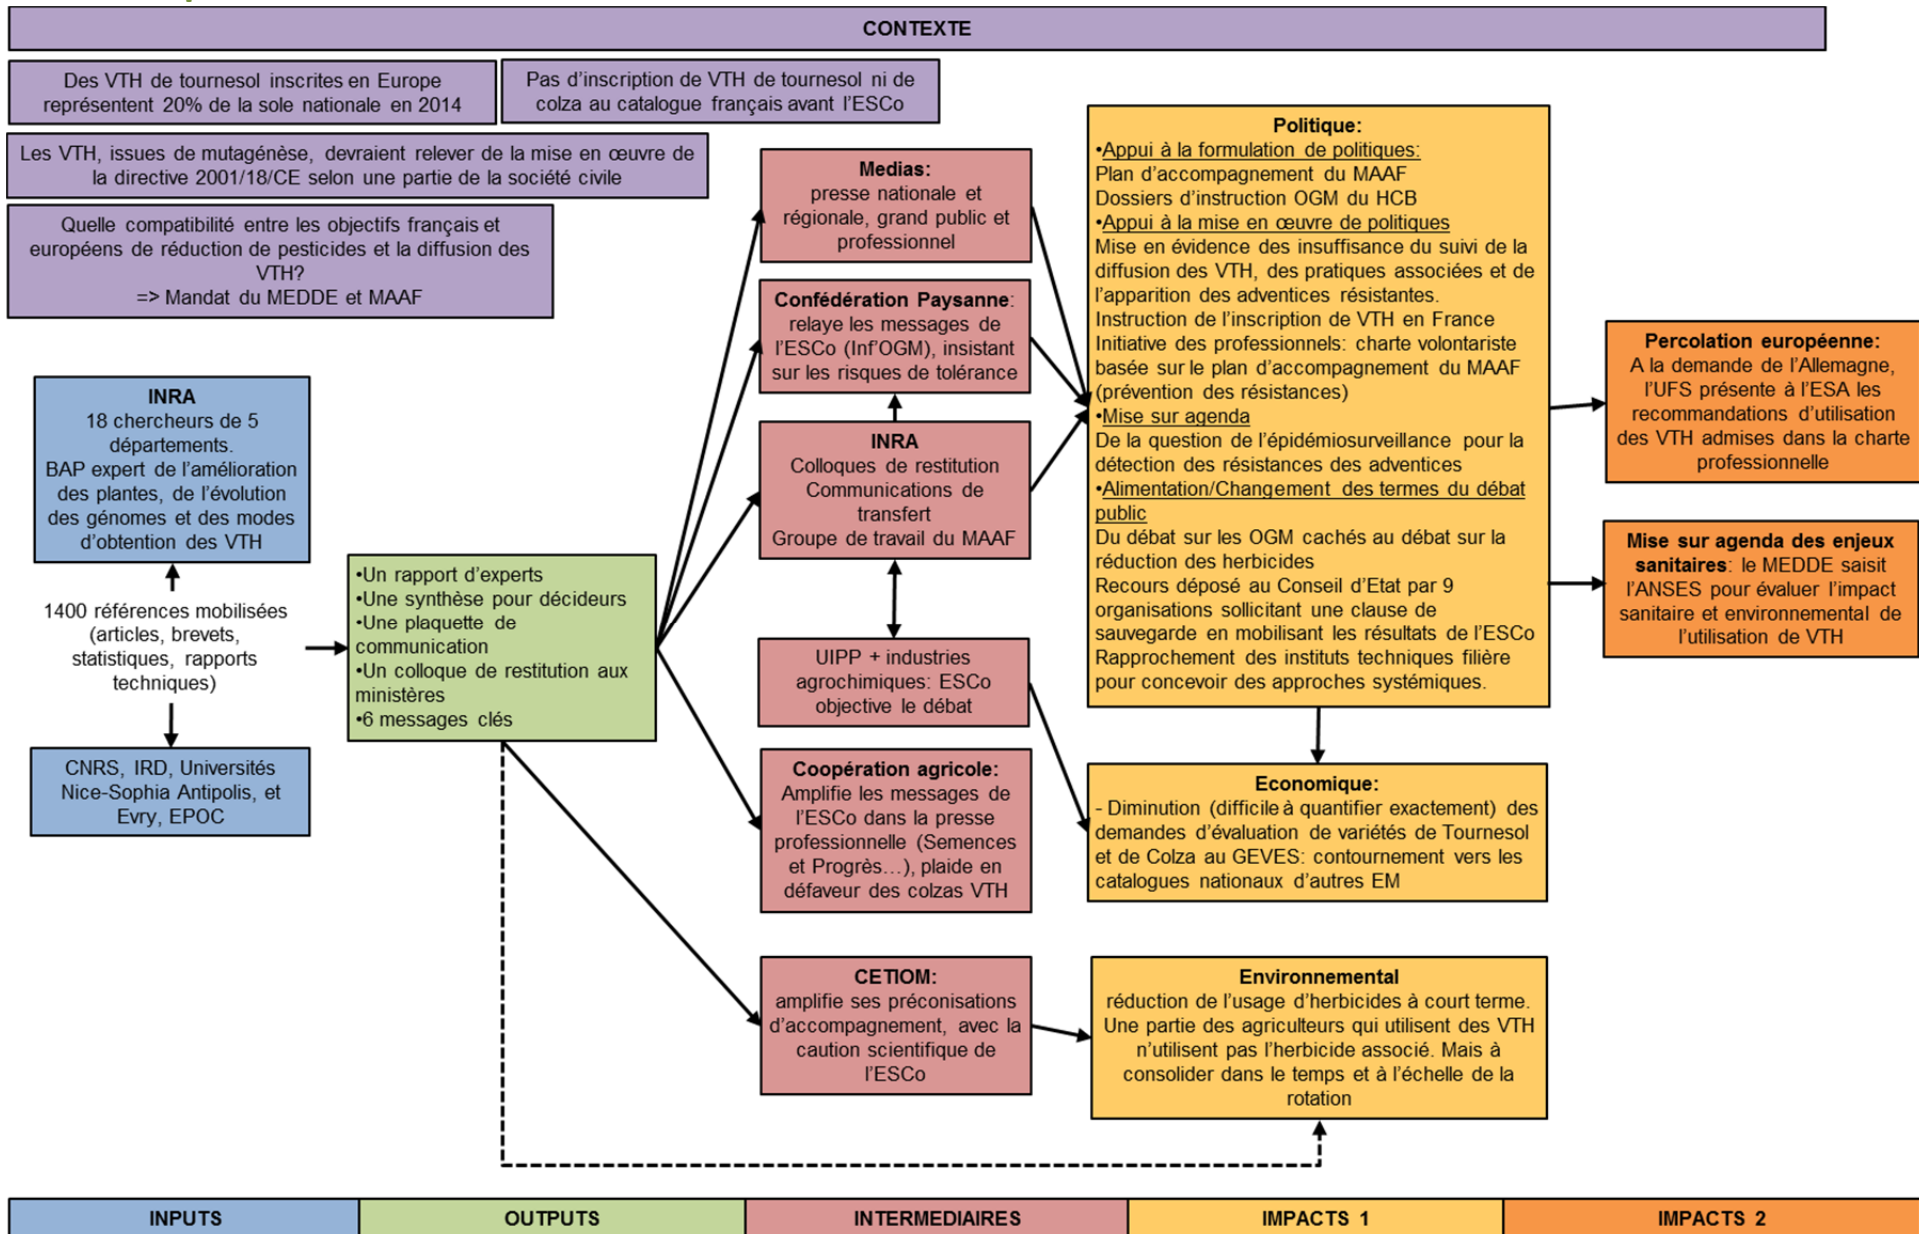 CONTEXTE
Des VTH de tournesol inscrites en Europe
représentent 20% de la sole nationale en 2014
Pas d’inscription de VTH de tournesol ni de
colza au catalogue français avant l’ESCo
Les VTH, issues de mutagénèse, devraient relever de la mise en œuvre de
la directive 2001/18/CE selon une partie de la société civile
Quelle compatibilité entre les objectifs français et
européens de réduction de pesticides et la diffusion des
VTH?
=> Mandat du MEDDE et MAAF
INRA
18 chercheurs de 5
départements.
BAP expert de l’amélioration
des plantes, de l’évolution
des génomes et des modes
d’obtention des VTH
1400 références mobilisées
(articles, brevets,
statistiques, rapports
techniques)
CNRS, IRD, Universités
Nice-Sophia Antipolis, et
Evry, EPOC
•Un rapport d’experts
•Une synthèse pour décideurs
•Une plaquette de
communication
•Un colloque de restitution aux
ministères
•6 messages clés
Medias:
presse nationale et
régionale, grand public et
professionnel
Confédération Paysanne:
relaye les messages de
l’ESCo (Inf’OGM), insistant
sur les risques de tolérance
INRA
Colloques de restitution
Communications de
transfert
Groupe de travail du MAAF
UIPP + industries
agrochimiques: ESCo
objective le débat
Coopération agricole:
Amplifie les messages de
l’ESCo dans la presse
professionnelle (Semences
et Progrès…), plaide en
défaveur des colzas VTH
CETIOM:
amplifie ses préconisations
d’accompagnement, avec la
caution scientifique de
l’ESCo
Politique:
•Appui à la formulation de politiques:
Plan d’accompagnement du MAAF
Dossiers d’instruction OGM du HCB
•Appui à la mise en œuvre de politiques
Mise en évidence des insuffisance du suivi de la
diffusion des VTH, des pratiques associées et de
l’apparition des adventices résistantes.
Instruction de l’inscription de VTH en France
Initiative des professionnels: charte volontariste
basée sur le plan d’accompagnement du MAAF
(prévention des résistances)
•Mise sur agenda
De la question de l’épidémiosurveillance pour la
détection des résistances des adventices
•Alimentation/Changement des termes du débat
public
Du débat sur les OGM cachés au débat sur la
réduction des herbicides
Recours déposé au Conseil d’Etat par 9
organisations sollicitant une clause de
sauvegarde en mobilisant les résultats de l’ESCo
Rapprochement des instituts techniques filière
pour concevoir des approches systémiques.
Economique:
- Diminution (difficile à quantifier exactement) des
demandes d’évaluation de variétés de Tournesol
et de Colza au GEVES: contournement vers les
catalogues nationaux d’autres EM
Environnemental
réduction de l’usage d’herbicides à court terme.
Une partie des agriculteurs qui utilisent des VTH
n’utilisent pas l’herbicide associé. Mais à
consolider dans le temps et à l’échelle de la
rotation
Percolation européenne:
A la demande de l’Allemagne,
l’UFS présente à l’ESA les
recommandations d’utilisation
des VTH admises dans la charte
professionnelle
Mise sur agenda des enjeux
sanitaires: le MEDDE saisit
l’ANSES pour évaluer l’impact
sanitaire et environnemental de
l’utilisation de VTH
INPUTS
OUTPUTS
INTERMEDIAIRES
IMPACTS 1
IMPACTS 2